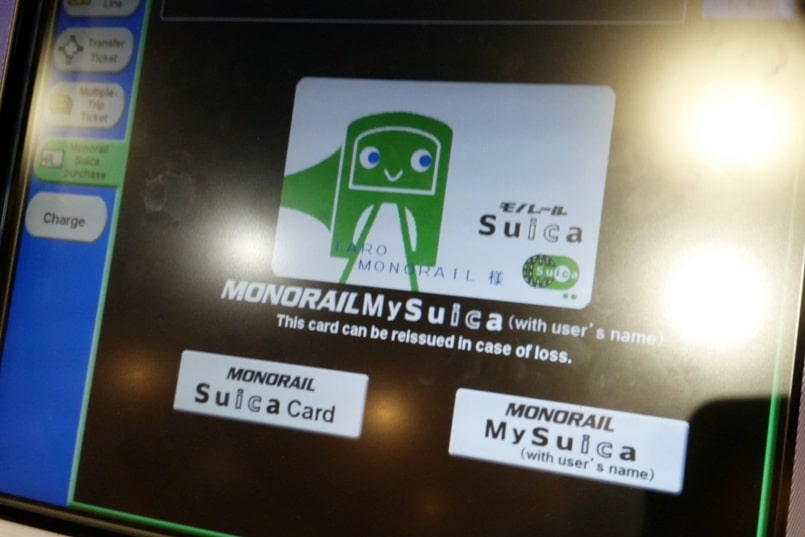 Line
Transfer
Ticket
Multiple-
Trip
Ticket
Monorail
Suica
purchase
Charge
モノレール
Suica
Suica
TARO
MONORAIL 様
MONORAIL MySuica (with user's name)
This card can be reissued in case of loss.
MONORAIL
Suica Card
MONORAIL
MySuica
(with user's name)